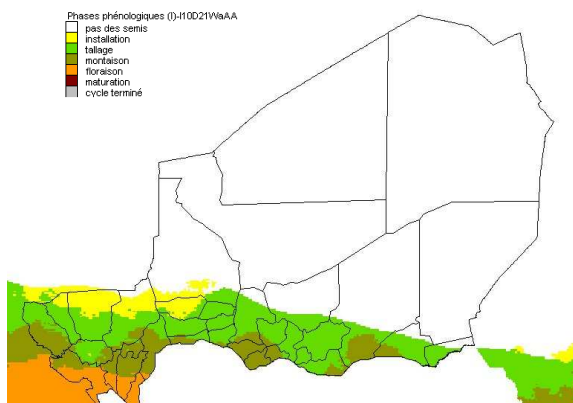 Phases phénologiques (I)-I10D21WaAA
pas des semis
installation
tallage
montaison
floraison
maturation
cycle terminé